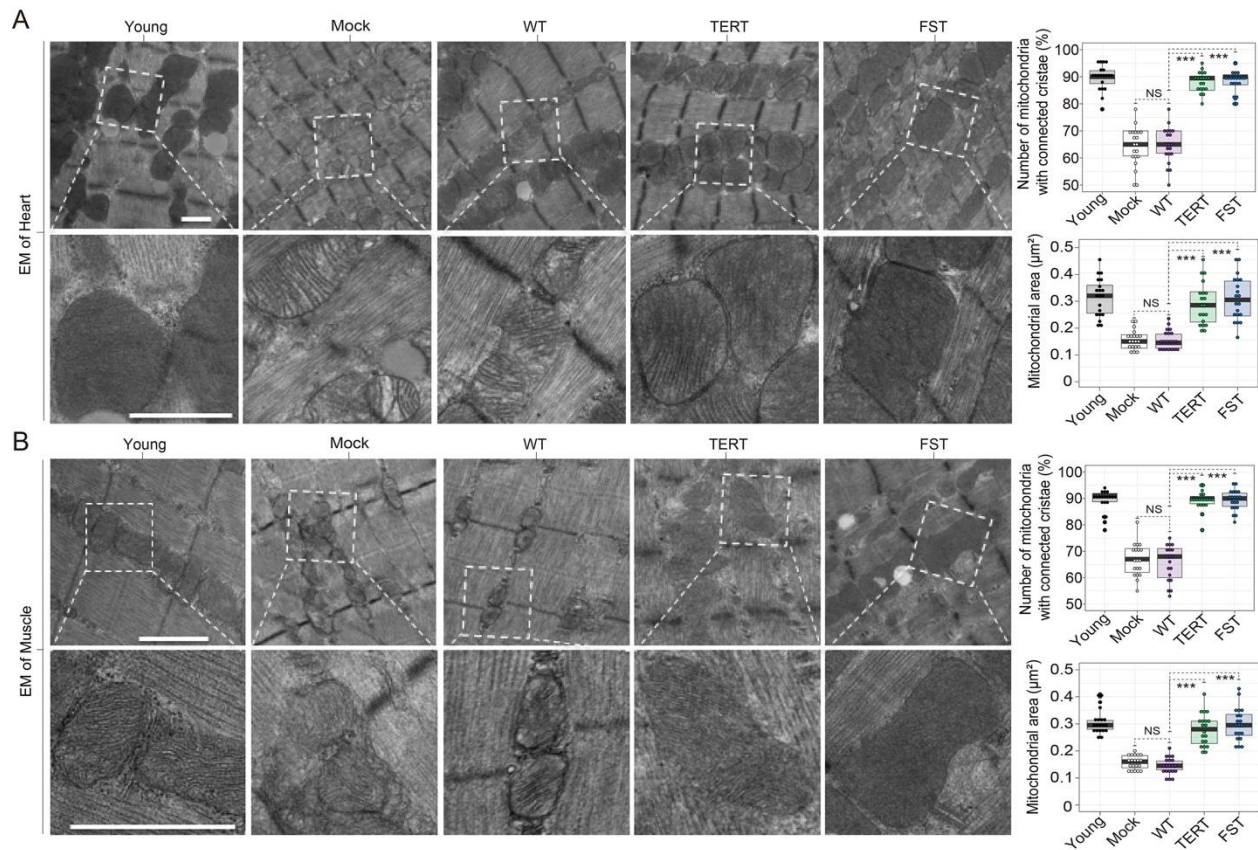 A
Young
Mock
WT
TERT
FST
EM of Heart
Number of mitochondria
with connected cristae (%)
100
90
80
70
60
50
NS
***
***
Young
Mock
WT
TERT
FST
Mitochondrial area (µm²)
0.5
0.4
0.3
0.2
0.1
0
NS
***
***
Young
Mock
WT
TERT
FST
B
Young
Mock
WT
TERT
FST
EM of Muscle
Number of mitochondria
with connected cristae (%)
100
90
80
70
60
50
NS
***
***
Young
Mock
WT
TERT
FST
Mitochondrial area (µm²)
0.5
0.4
0.3
0.2
0.1
0
NS
***
***
Young
Mock
WT
TERT
FST